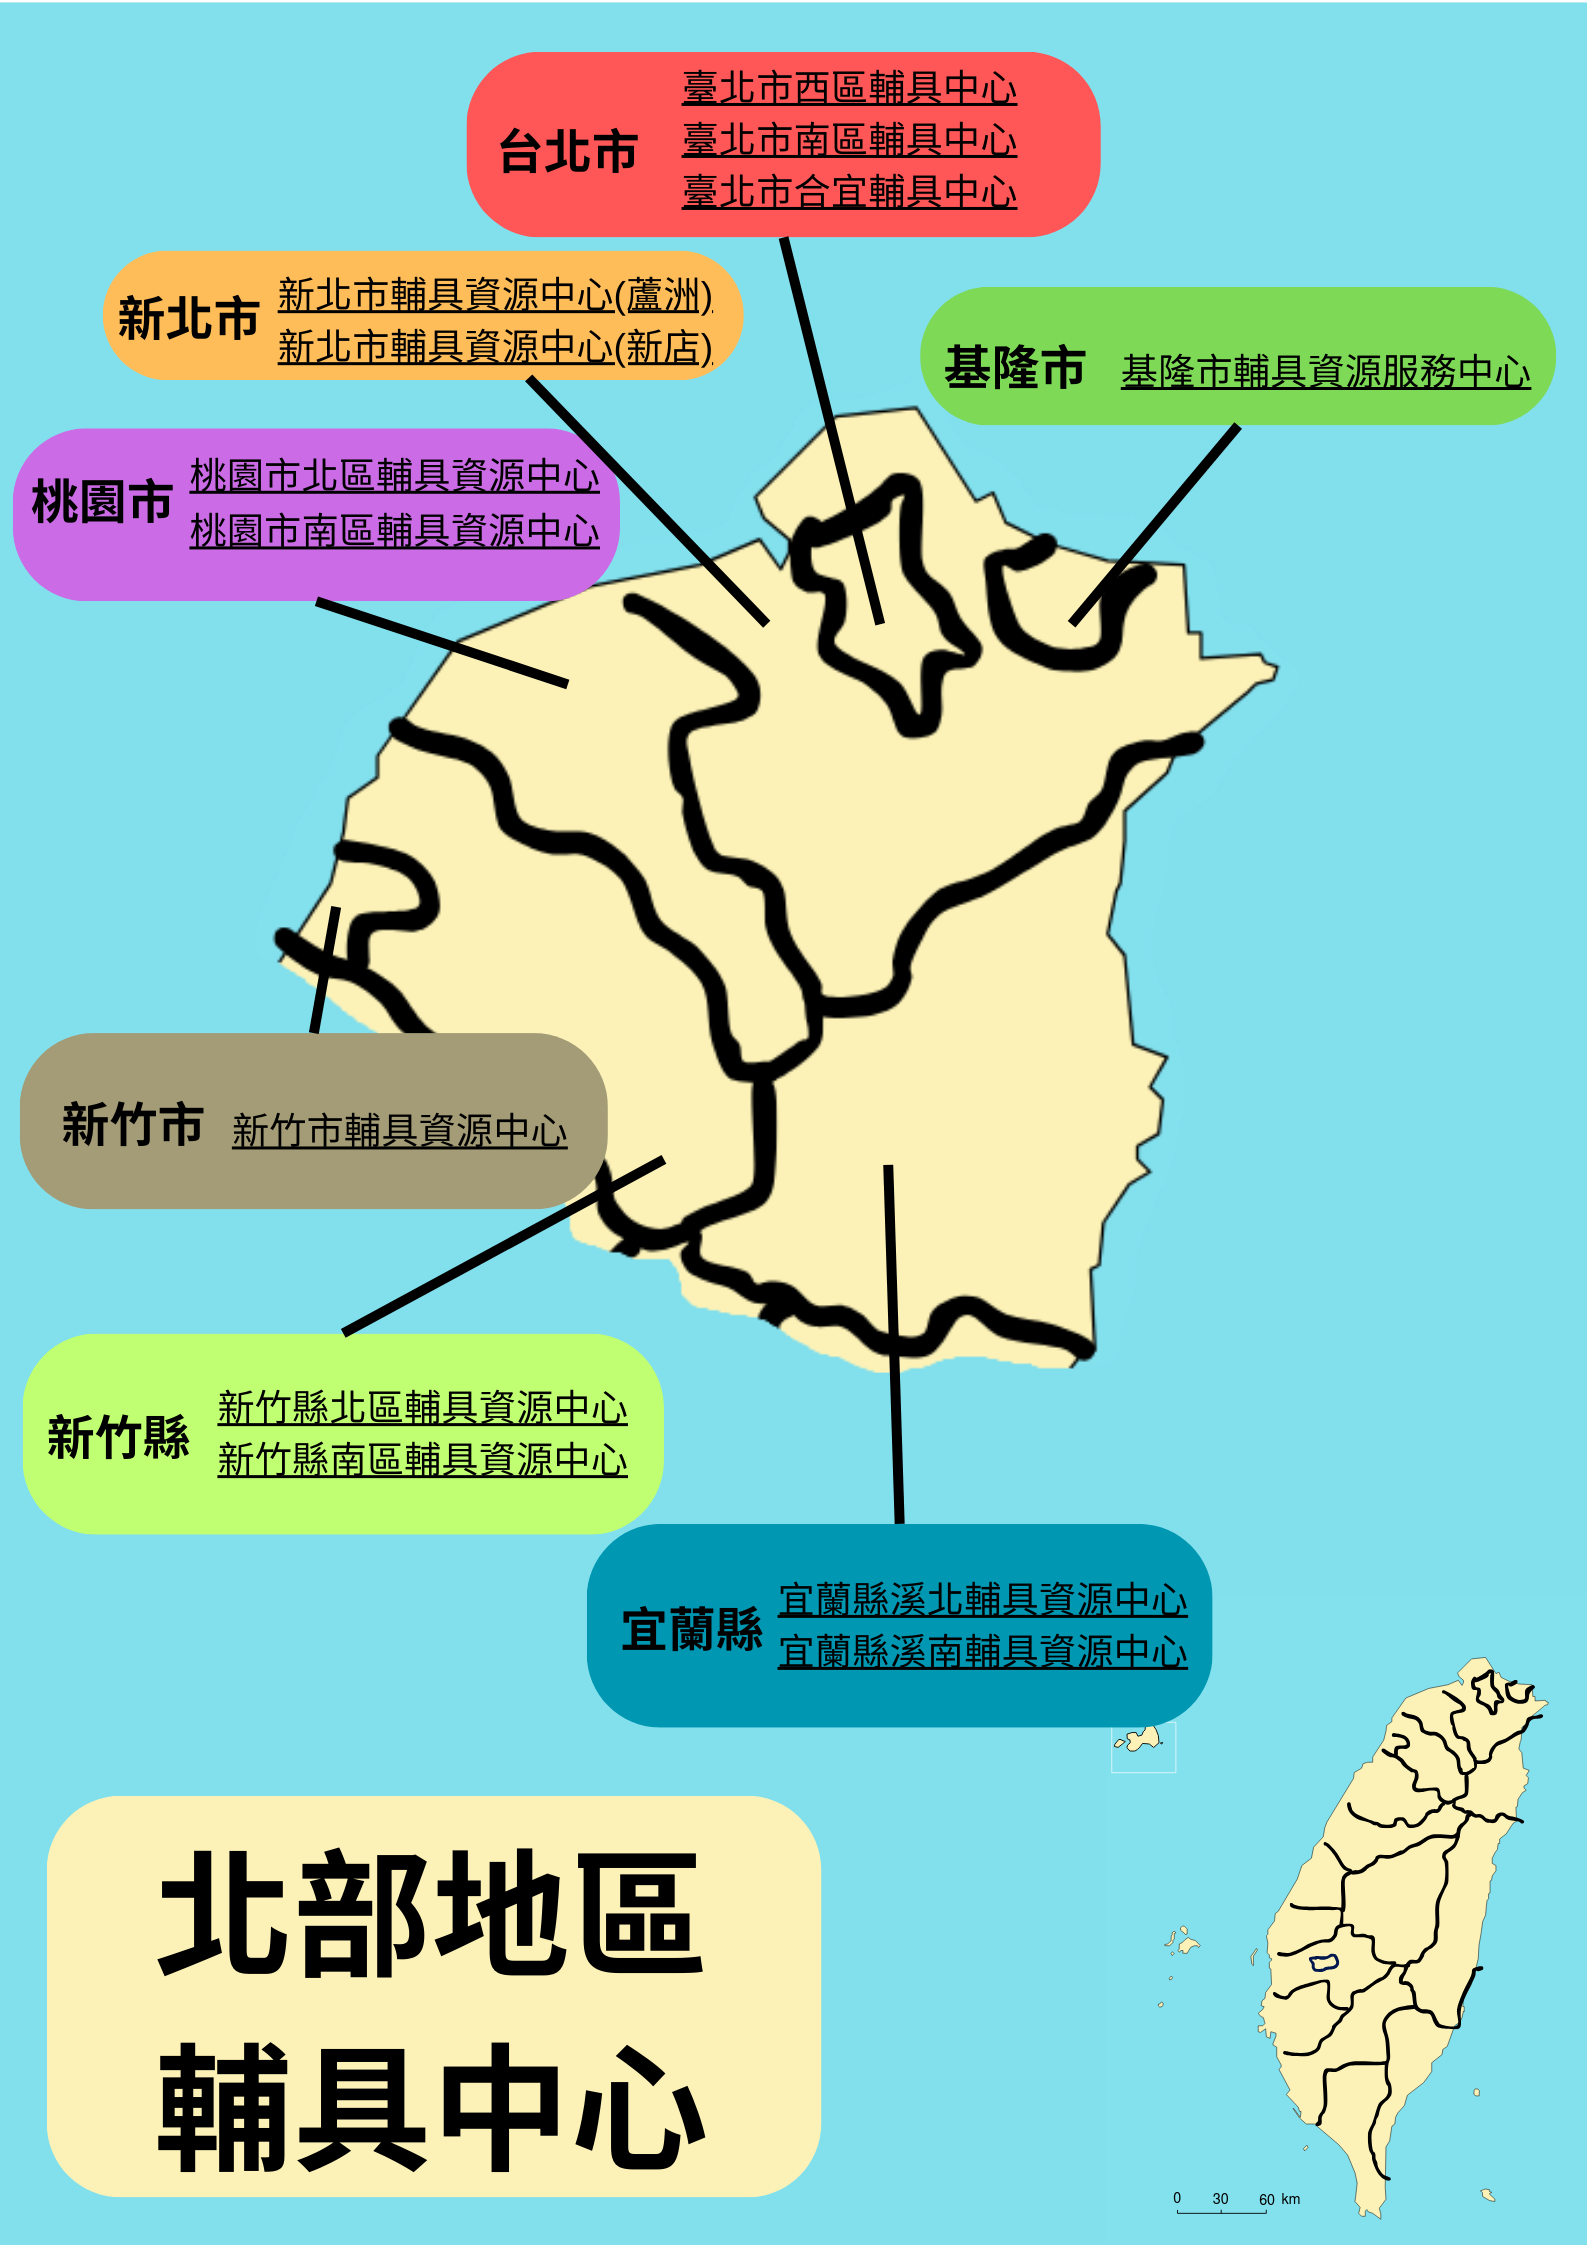 台北市
臺北市西區輔具中心
臺北市南區輔具中心
臺北市合宜輔具中心
新北市
新北市輔具資源中心(蘆洲)
新北市輔具資源中心(新店)
基隆市
基隆市輔具資源服務中心
桃園市
桃園市北區輔具資源中心
桃園市南區輔具資源中心
新竹市
新竹市輔具資源中心
新竹縣
新竹縣北區輔具資源中心
新竹縣南區輔具資源中心
宜蘭縣
宜蘭縣溪北輔具資源中心
宜蘭縣溪南輔具資源中心
北部地區
輔具中心
0 30 60 km